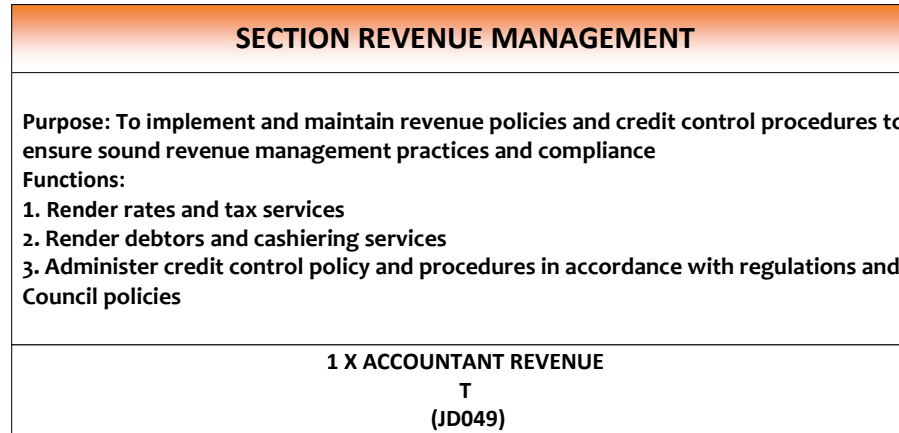 SECTION REVENUE MANAGEMENT
Purpose: To implement and maintain revenue policies and credit control procedures to
ensure sound revenue management practices and compliance
Functions:
1. Render rates and tax services
2. Render debtors and cashiering services
3. Administer credit control policy and procedures in accordance with regulations and
Council policies
1 X ACCOUNTANT REVENUE
T
(JD049)